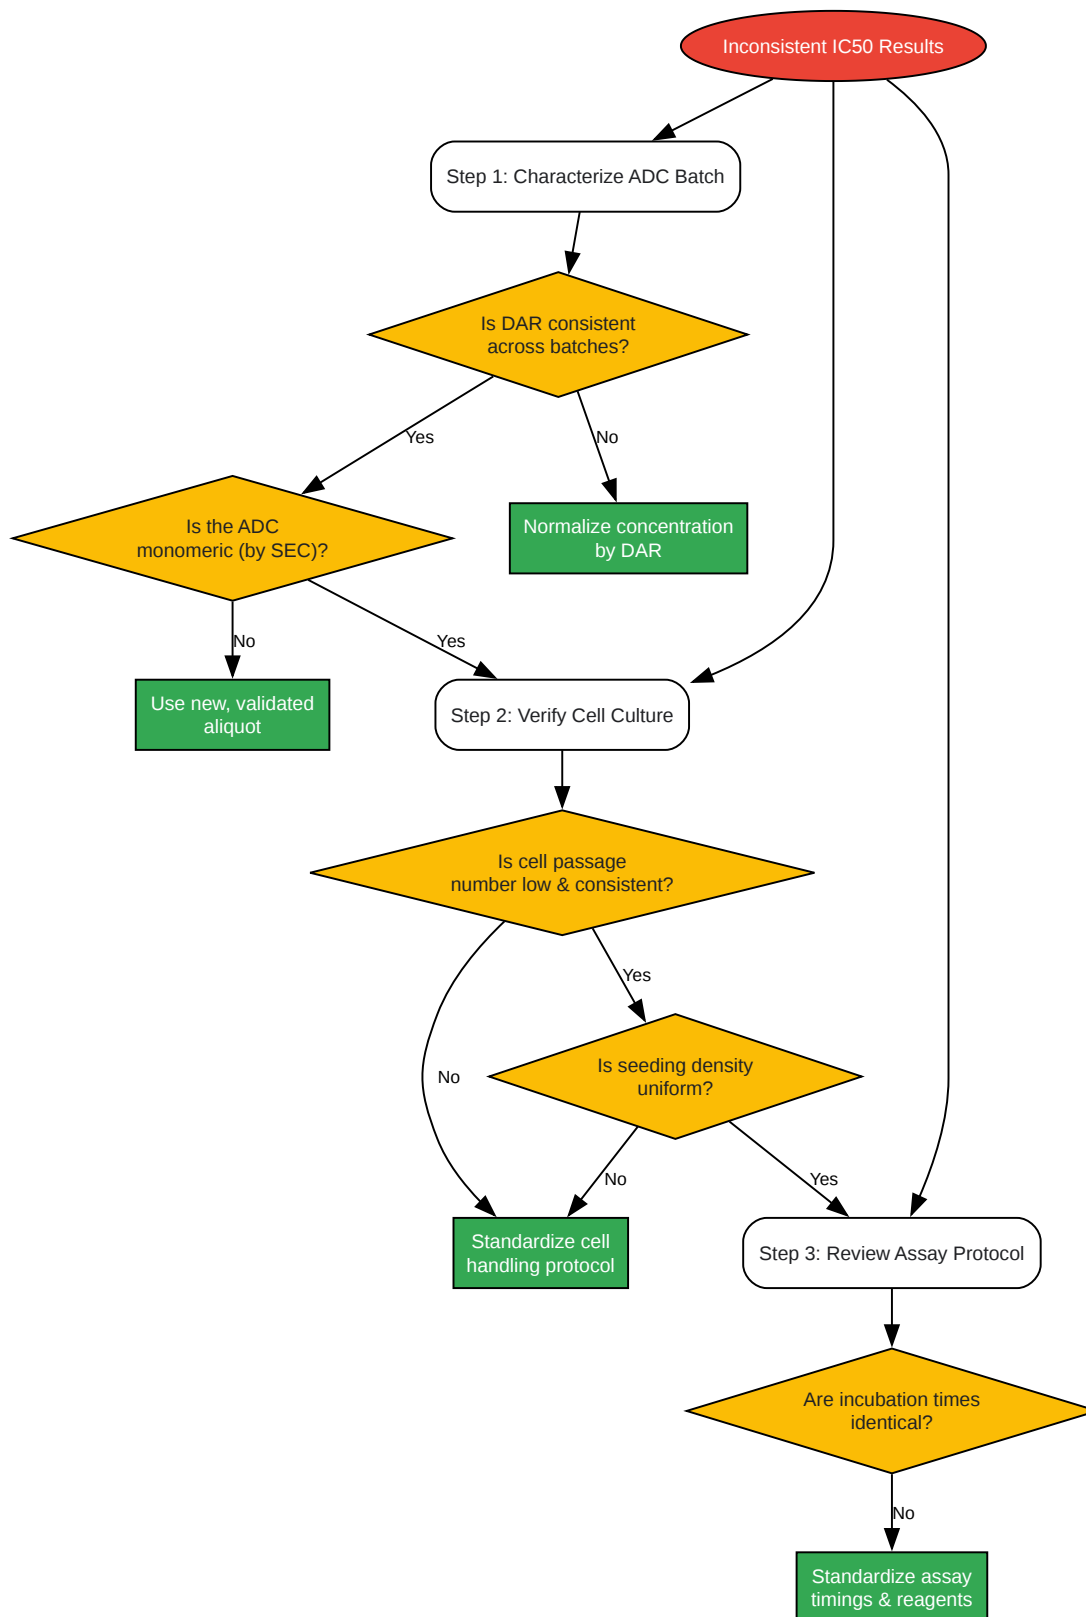 Inconsistent IC50 Results
Step 1: Characterize ADC Batch
Is DAR consistent
across batches?
Yes
No
Is the ADC
monomeric (by SEC)?
Normalize concentration
by DAR
No
Yes
Use new, validated
aliquot
Step 2: Verify Cell Culture
Is cell passage
number low & consistent?
Yes
No
Is seeding density
uniform?
No
Yes
Standardize cell
handling protocol
Step 3: Review Assay Protocol
Are incubation times
identical?
No
Standardize assay
timings & reagents